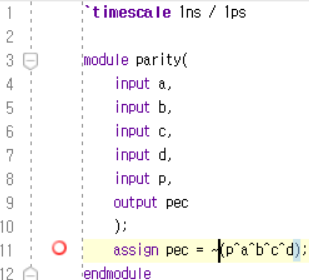 1 `timescale 1ns / 1ps
2
3 module parity(
4 input a,
5 input b,
6 input c,
7 input d,
8 input p,
9 output pec
10 );
11 assign pec = ~(p^a^b^c^d);
12 endmodule